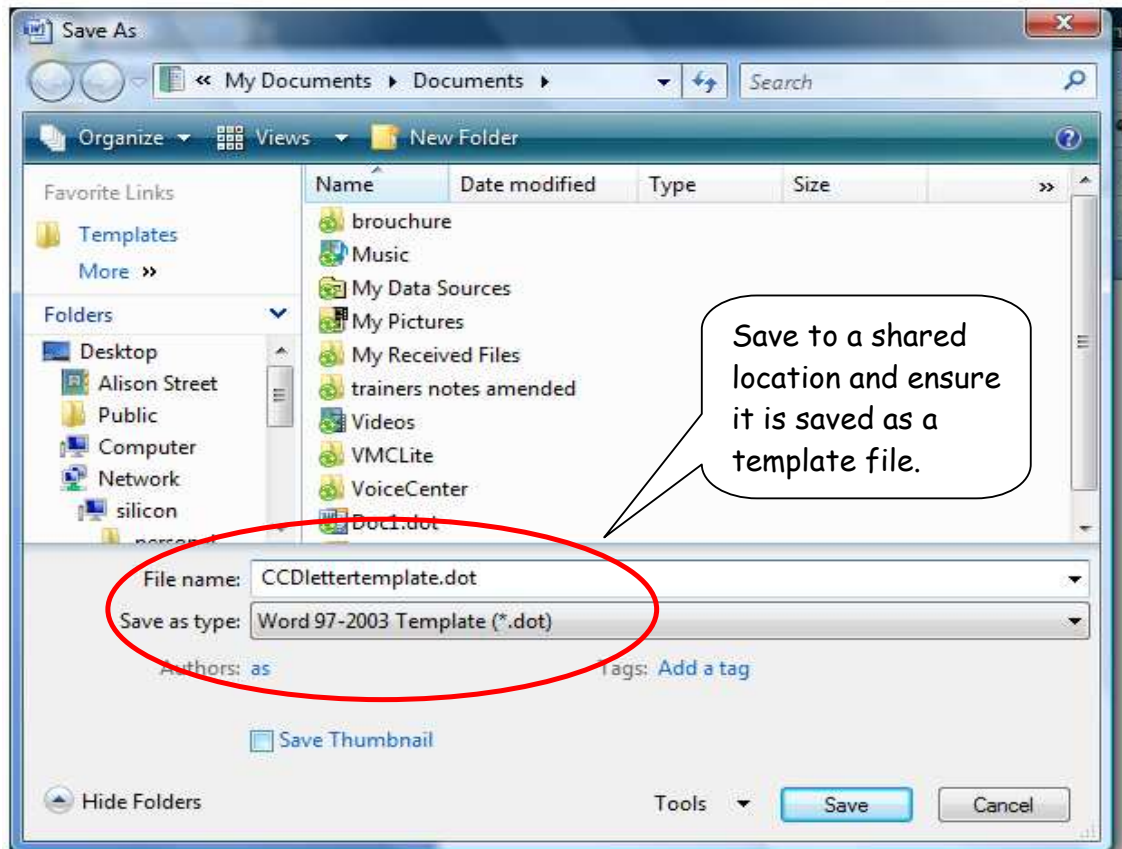 Save As
« My Documents ▸ Documents ▸
Search
Organize
Views
New Folder
Favorite Links
Templates
More »
Folders
Desktop
Alison Street
Public
Computer
Network
silicon
personal
Name Date modified Type Size »
brouchure
Music
My Data Sources
My Pictures
My Received Files
trainers notes amended
Videos
VMCLite
VoiceCenter
Doc1.dot
Save to a shared
location and ensure
it is saved as a
template file.
File name: CCDlettertemplate.dot
Save as type: Word 97-2003 Template (*.dot)
Authors: as Tags: Add a tag
Save Thumbnail
Hide Folders Tools Save Cancel